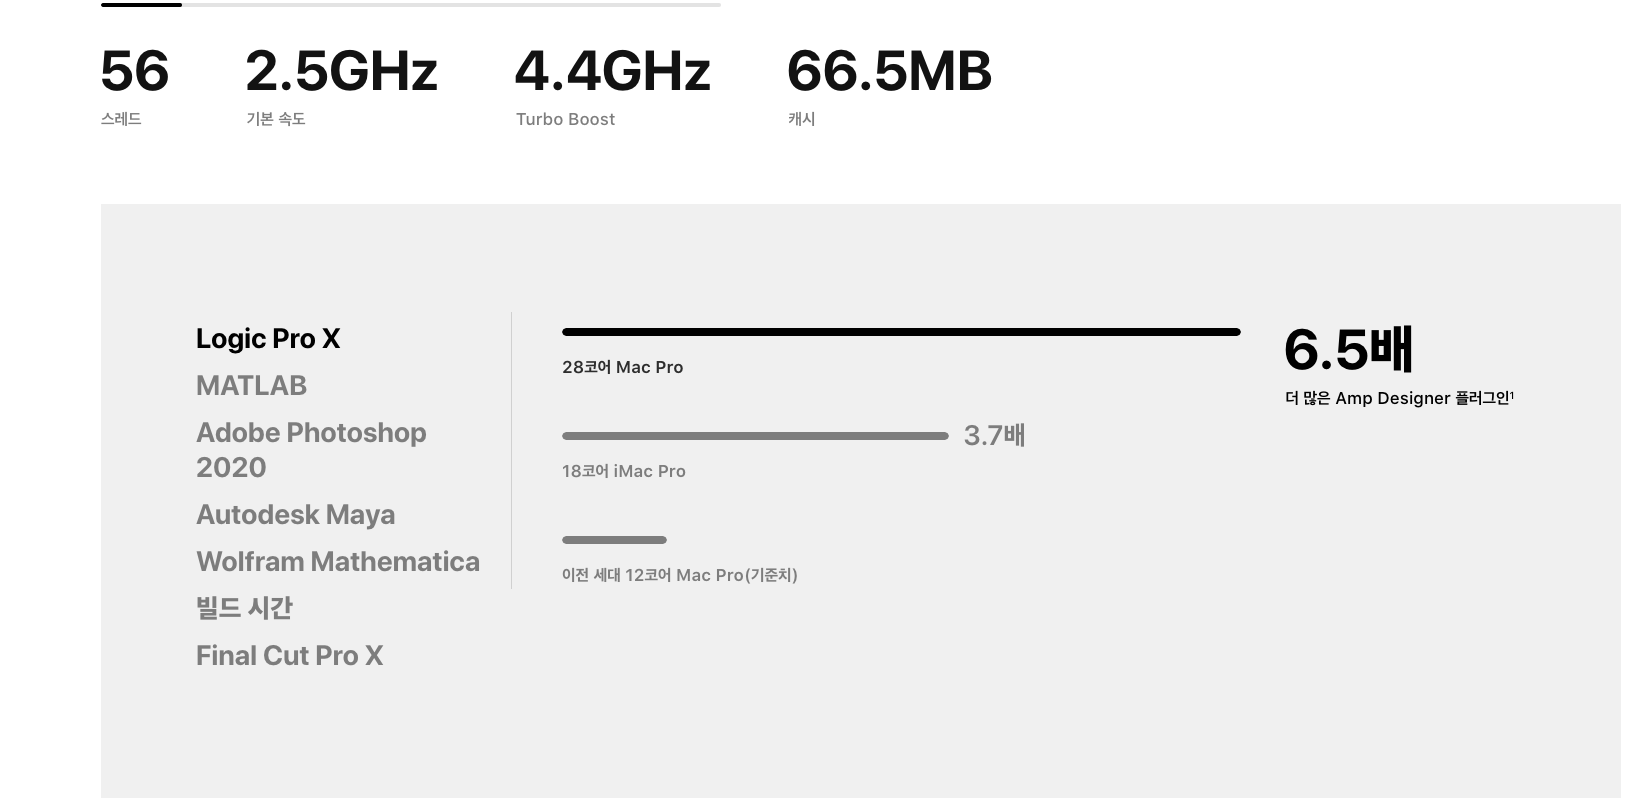 56
스레드
2.5GHz
기본 속도
4.4GHz
Turbo Boost
66.5MB
캐시
Logic Pro X
MATLAB
Adobe Photoshop
2020
Autodesk Maya
Wolfram Mathematica
빌드 시간
Final Cut Pro X
28코어 Mac Pro
3.7배
18코어 iMac Pro
이전 세대 12코어 Mac Pro(기준치)
6.5배
더 많은 Amp Designer 플러그인¹